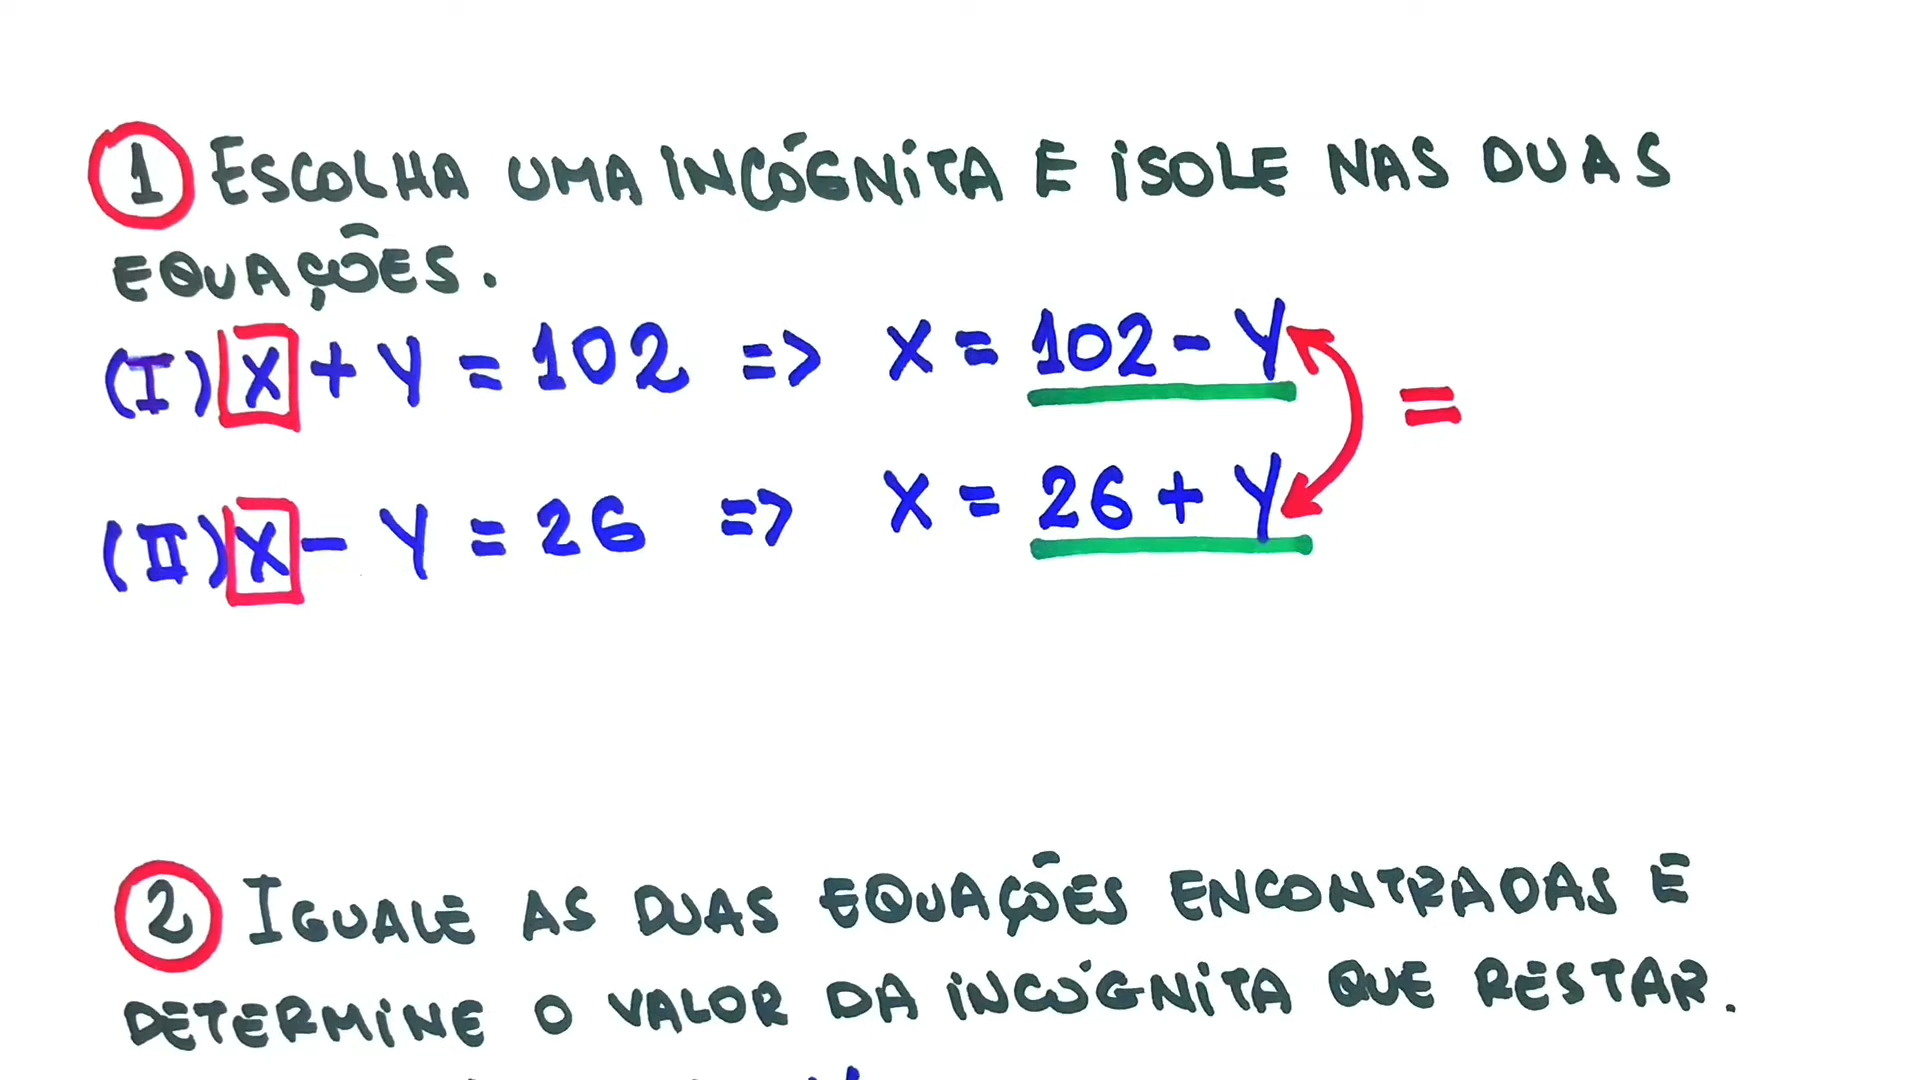 1 ESCOLHA UMA INCÓGNITA E ISOLE NAS DUAS
EQUAÇÕES.
(I) X + Y = 102 => X = 102 - Y
=
(II) X - Y = 26 => X = 26 + Y
2 IGUALE AS DUAS EQUAÇÕES ENCONTRADAS E
DETERMINE O VALOR DA INCÓGNITA QUE RESTAR.